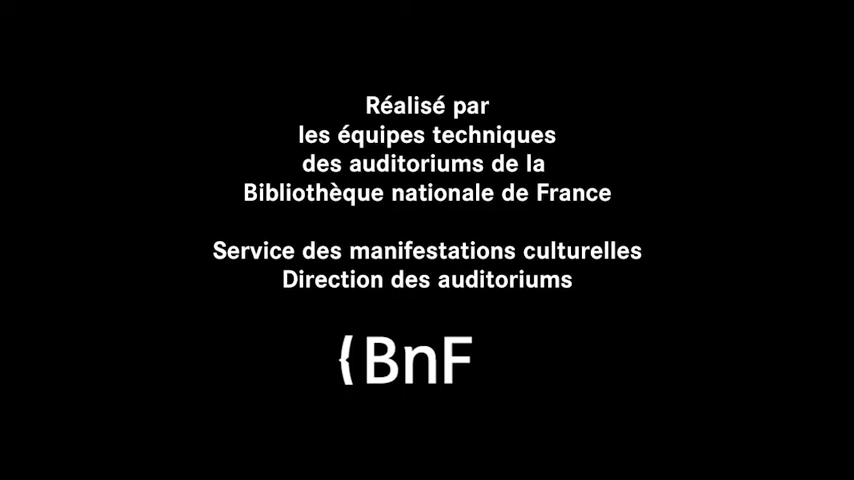 Réalisé par
les équipes techniques
des auditoriums de la
Bibliothèque nationale de France
Service des manifestations culturelles
Direction des auditoriums
{BnF